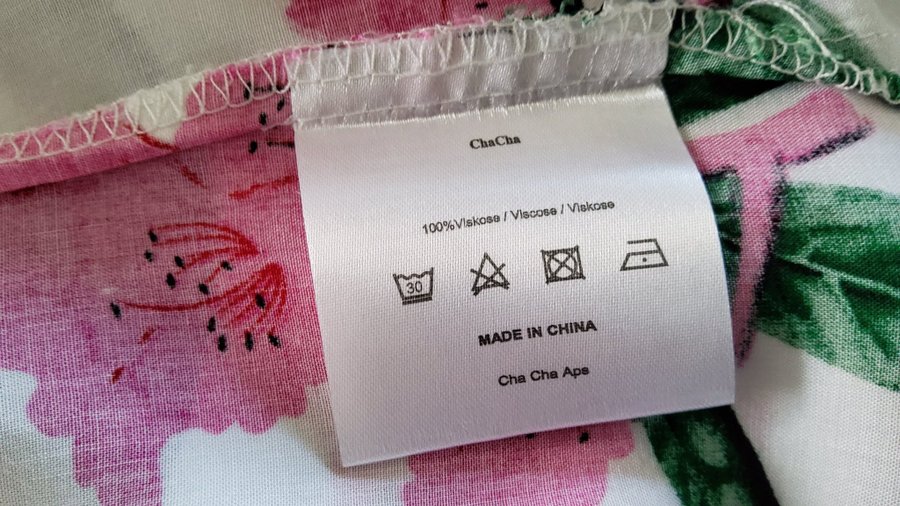 ChaCha
100%Viskose / Viscose / Viskose
30
MADE IN CHINA
Cha Cha Aps